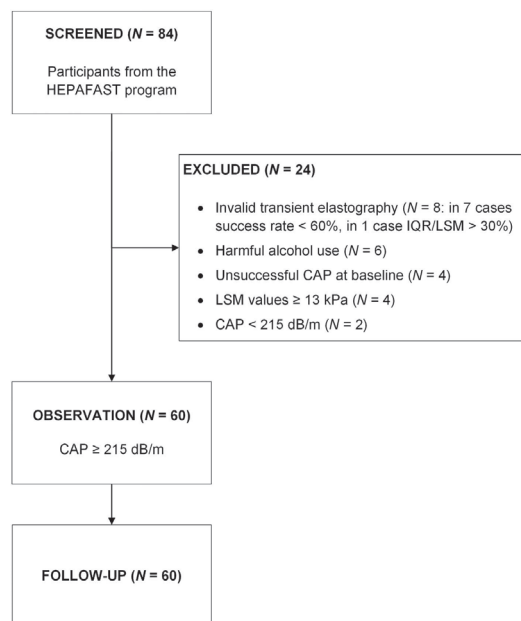 SCREENED (N = 84)
Participants from the
HEPAFAST program
EXCLUDED (N = 24)
• Invalid transient elastography (N = 8: in 7 cases
success rate < 60%, in 1 case IQR/LSM > 30%)
• Harmful alcohol use (N = 6)
• Unsuccessful CAP at baseline (N = 4)
• LSM values ≥ 13 kPa (N = 4)
• CAP < 215 dB/m (N = 2)
OBSERVATION (N = 60)
CAP ≥ 215 dB/m
FOLLOW-UP (N = 60)